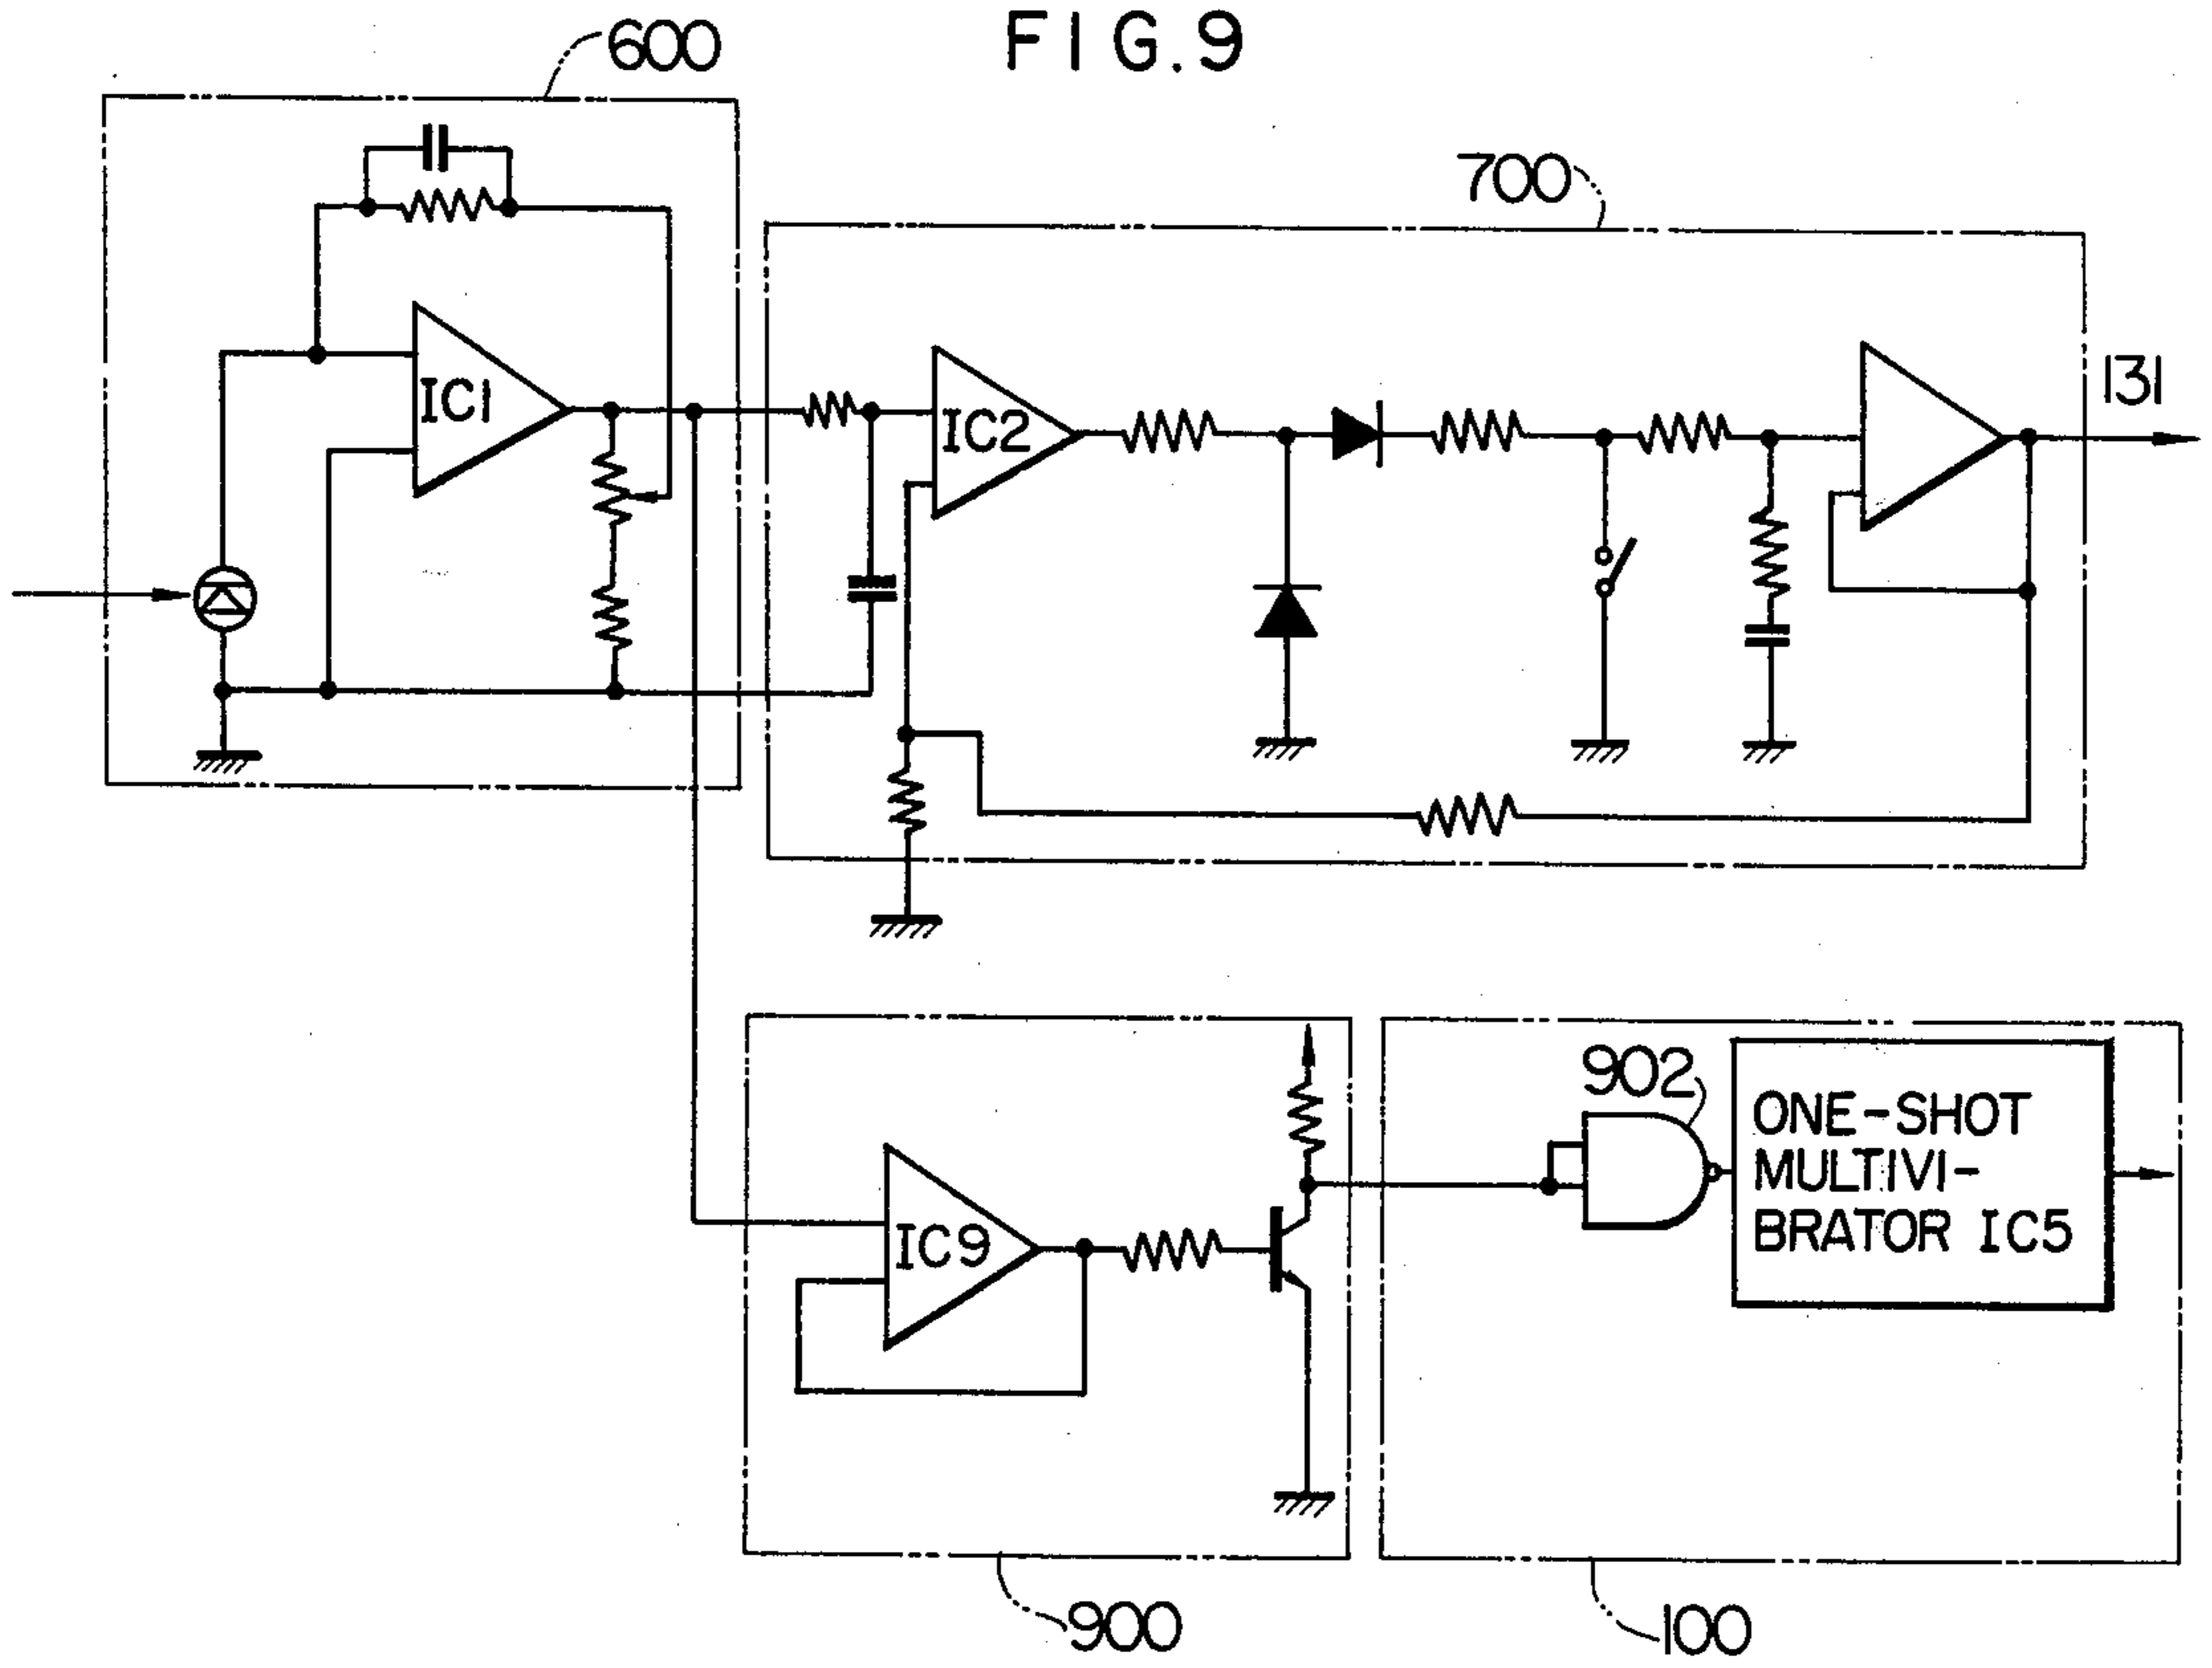 FIG.9
600
700
IC1
IC2
131
902
ONE-SHOT
MULTIVI-
BRATOR IC5
IC9
900
100